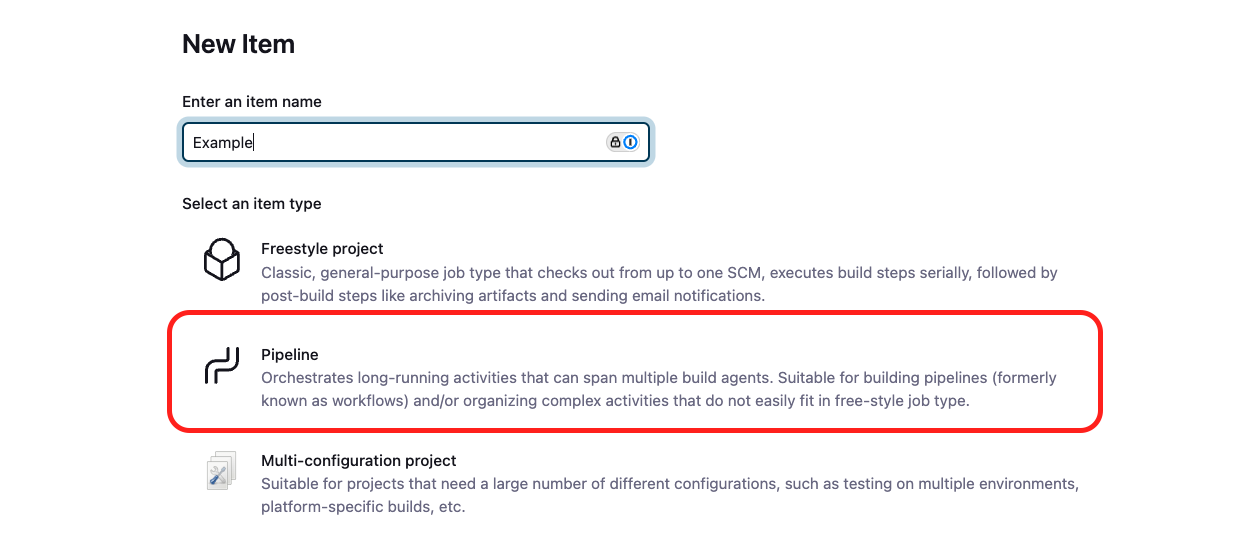 New Item
Enter an item name
Example
Select an item type
Freestyle project
Classic, general-purpose job type that checks out from up to one SCM, executes build steps serially, followed by
post-build steps like archiving artifacts and sending email notifications.
Pipeline
Orchestrates long-running activities that can span multiple build agents. Suitable for building pipelines (formerly
known as workflows) and/or organizing complex activities that do not easily fit in free-style job type.
Multi-configuration project
Suitable for projects that need a large number of different configurations, such as testing on multiple environments,
platform-specific builds, etc.